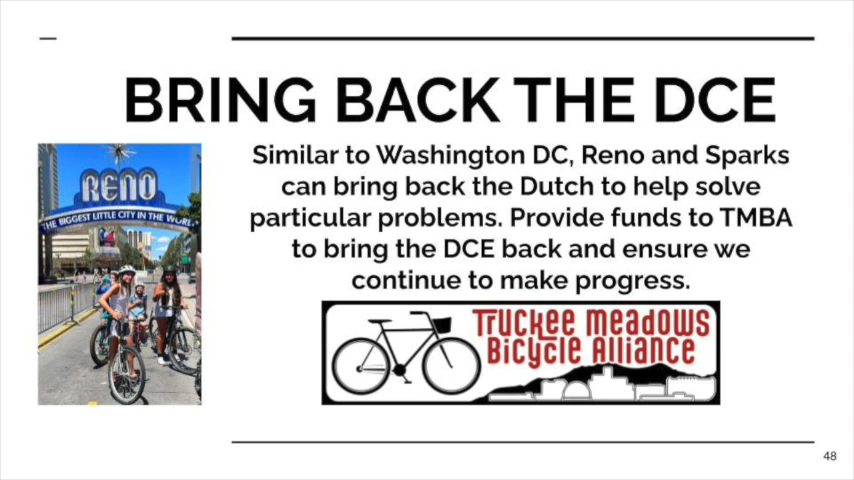 BRING BACK THE DCE
RENO
THE BIGGEST LITTLE CITY IN THE WORLD
Similar to Washington DC, Reno and Sparks
can bring back the Dutch to help solve
particular problems. Provide funds to TMBA
to bring the DCE back and ensure we
continue to make progress.
Truckee Meadows
Bicycle Alliance
48